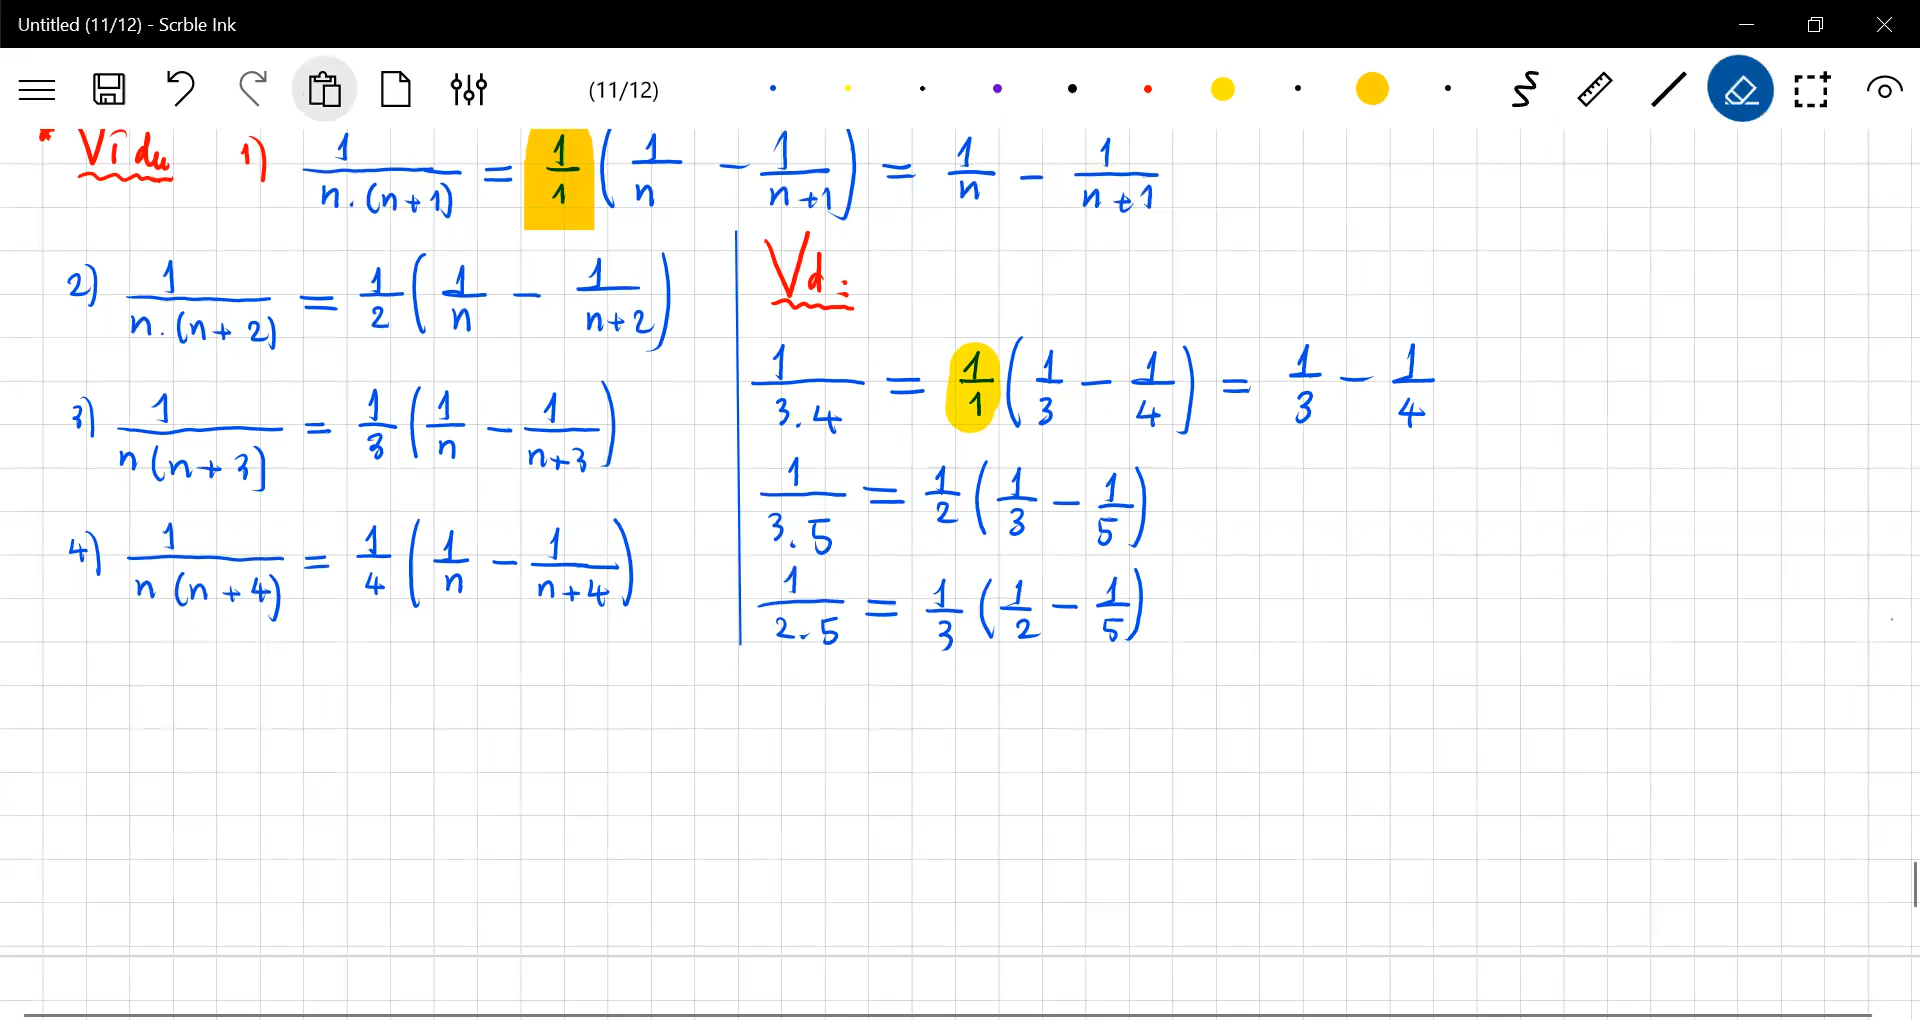 Untitled (11/12) - Scrble Ink
(11/12)
* Ví dụ 1) 1/(n.(n+1)) = 1/1 (1/n - 1/(n+1)) = 1/n - 1/(n+1)
2) 1/(n.(n+2)) = 1/2 (1/n - 1/(n+2))
3) 1/(n(n+3)) = 1/3 (1/n - 1/(n+3))
4) 1/(n(n+4)) = 1/4 (1/n - 1/(n+4))
Vd:
1/(3.4) = 1/1 (1/3 - 1/4) = 1/3 - 1/4
1/(3.5) = 1/2 (1/3 - 1/5)
1/(2.5) = 1/3 (1/2 - 1/5)